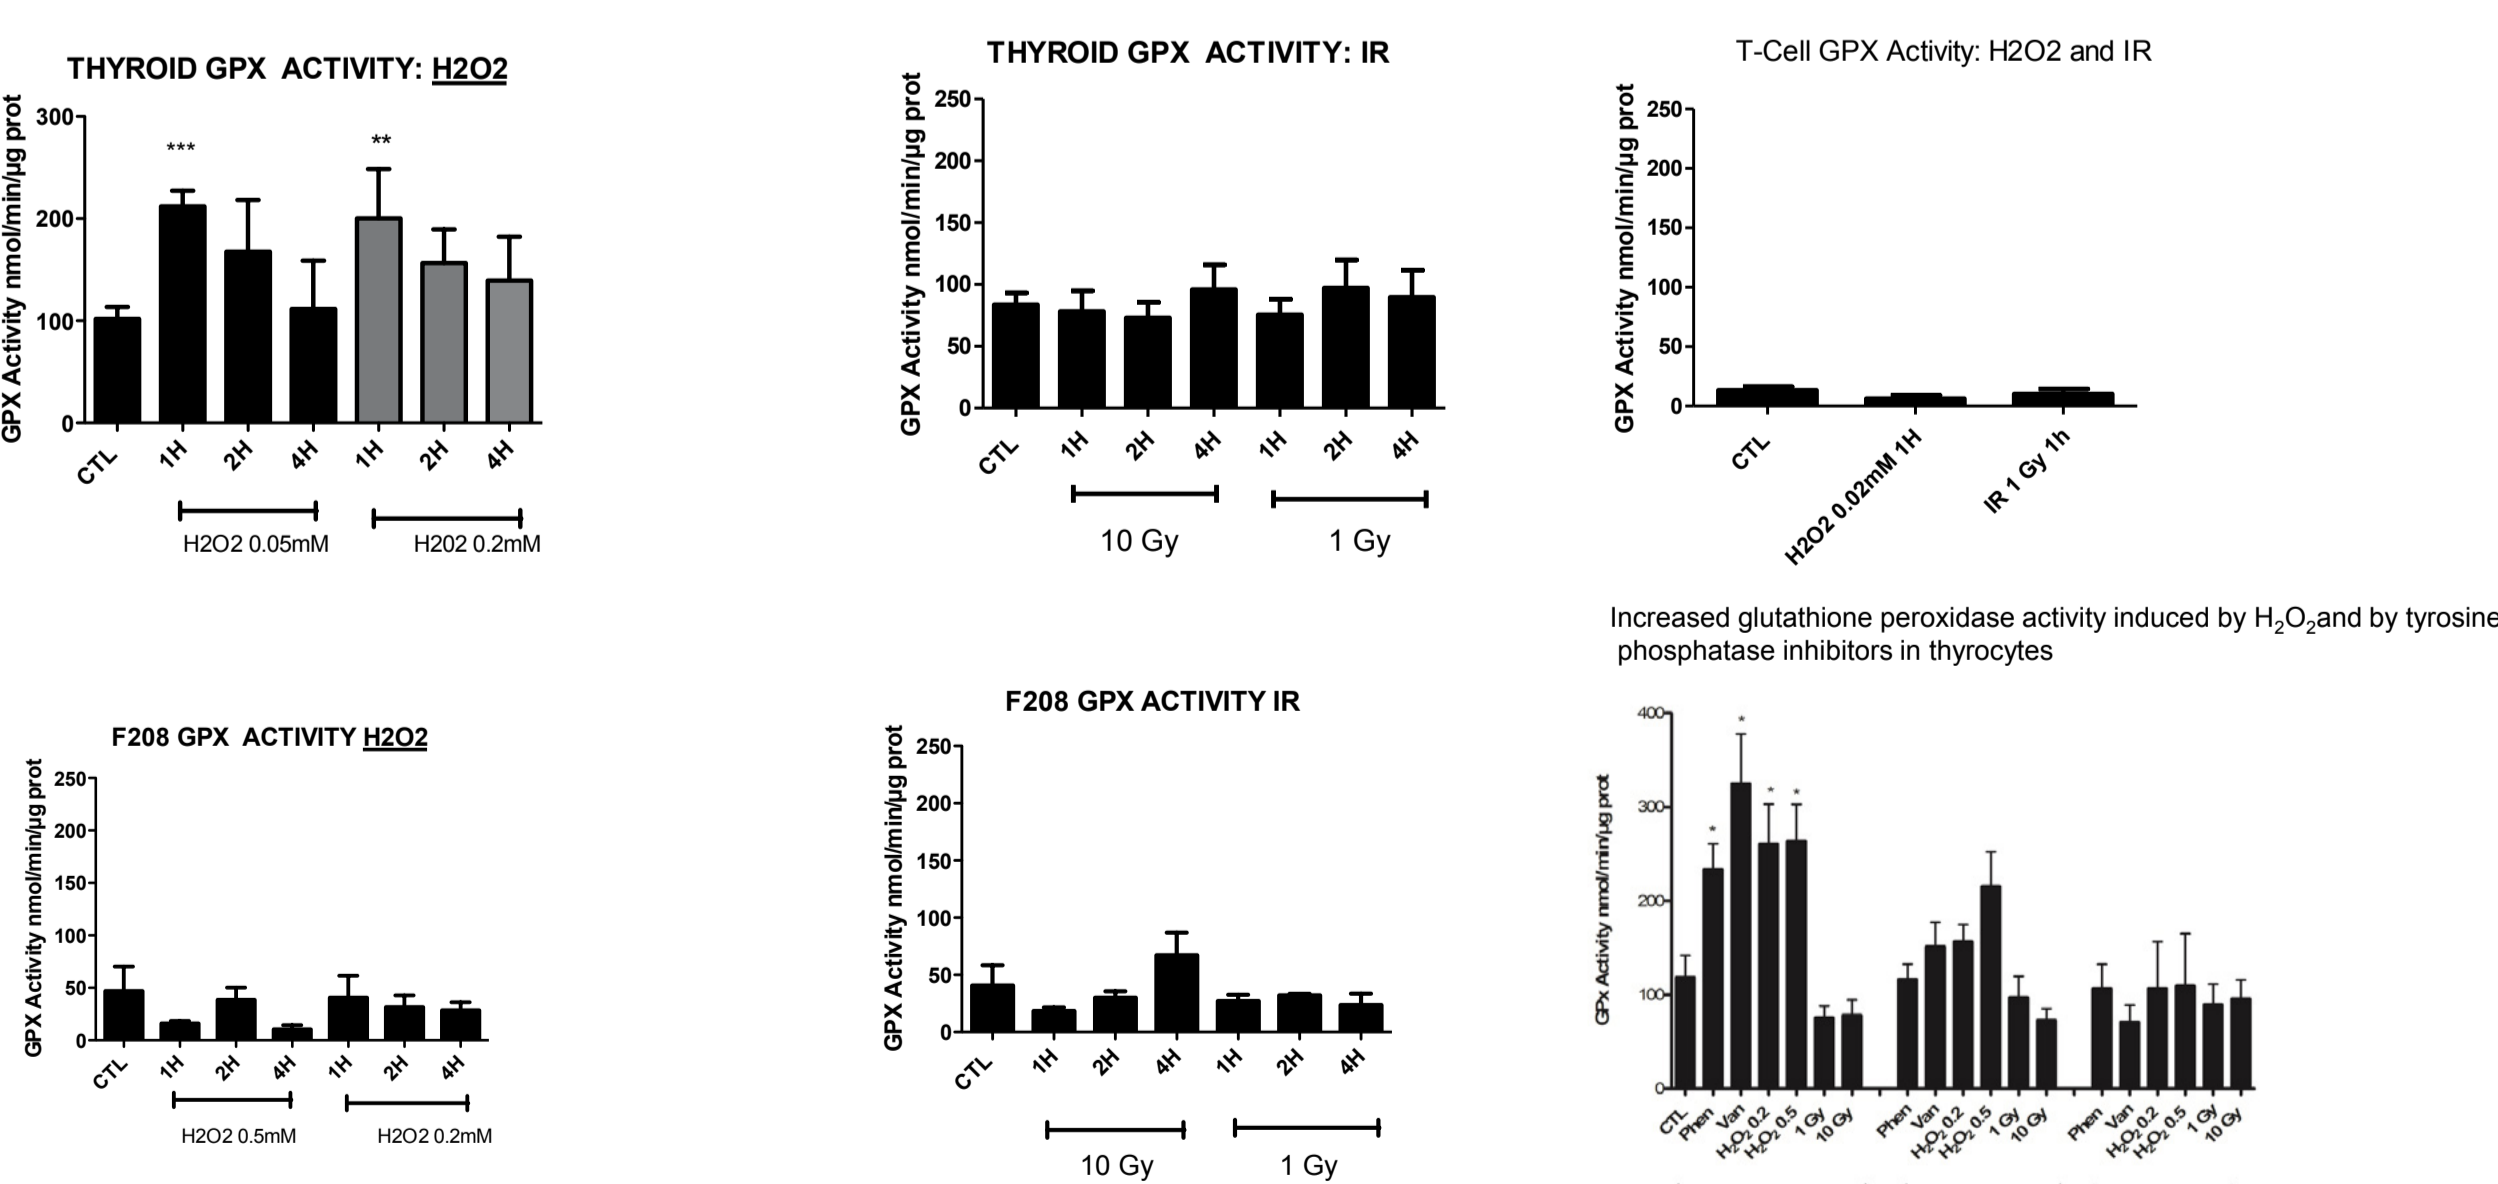 THYROID GPX  ACTIVITY: H2O2
GPX Activity nmol/min/µg prot
300
200
100
0
***
**
CTL
1H
2H
4H
1H
2H
4H
H2O2 0.05mM
H202 0.2mM
THYROID GPX  ACTIVITY: IR
GPX Activity nmol/min/µg prot
250
200
150
100
50
0
CTL
1H
2H
4H
1H
2H
4H
10 Gy
1 Gy
T-Cell GPX Activity: H2O2 and IR
GPX Activity nmol/min/µg prot
250
200
150
100
50
0
CTL
H2O2 0.02mM 1H
IR 1 Gy 1h
F208 GPX  ACTIVITY H2O2
GPX Activity nmol/min/µg prot
250
200
150
100
50
0
CTL
1H
2H
4H
1H
2H
4H
H2O2 0.5mM
H2O2 0.2mM
F208 GPX ACTIVITY IR
GPX Activity nmol/min/µg prot
250
200
150
100
50
0
CTL
1H
2H
4H
1H
2H
4H
10 Gy
1 Gy
Increased glutathione peroxidase activity induced by H₂O₂and by tyrosine
phosphatase inhibitors in thyrocytes
GPx Activity nmol/min/µg prot
400
300
200
100
0
*
*
*
*
CTL
Phen
Van
H₂O₂ 0.2
H₂O₂ 0.5
1 Gy
10 Gy
Phen
Van
H₂O₂ 0.2
H₂O₂ 0.5
1 Gy
10 Gy
Phen
Van
H₂O₂ 0.2
H₂O₂ 0.5
1 Gy
10 Gy